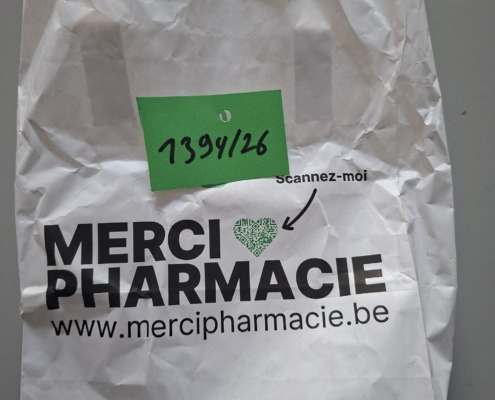 1394/26
Scannez-moi
MERCI
PHARMACIE
www.mercipharmacie.be